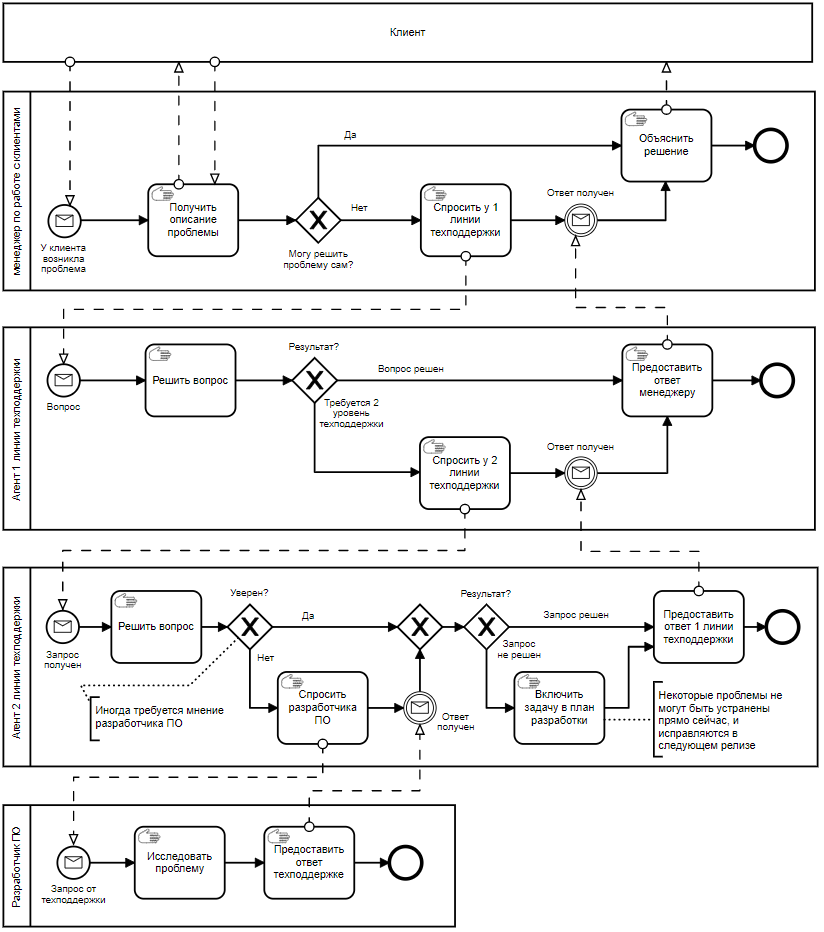 Клиент
менеджер по работе с клиентами
Да
Объяснить
решение
Получить
описание
проблемы
Нет
Спросить у 1
линии
техподдержки
Ответ получен
У клиента
возникла
проблема
Могу решить
проблему сам?
Агент 1 линии техподдержки
Результат?
Вопрос решен
Решить вопрос
Предоставить
ответ
менеджеру
Вопрос
Требуется 2
уровень
техподдержки
Спросить у 2
линии
техподдержки
Ответ получен
Агент 2 линии техподдержки
Уверен?
Результат?
Решить вопрос
Да
Запрос решен
Предоставить
ответ 1 линии
техподдержки
Запрос
получен
Нет
Запрос
не решен
Спросить
разработчика
ПО
Иногда требуется мнение
разработчика ПО
Ответ
получен
Включить
задачу в план
разработки
Некоторые проблемы не
могут быть устранены
прямо сейчас, и
исправляются в
следующем релизе
Разработчик ПО
Исследовать
проблему
Предоставить
ответ
техподдержке
Запрос от
техподдержки